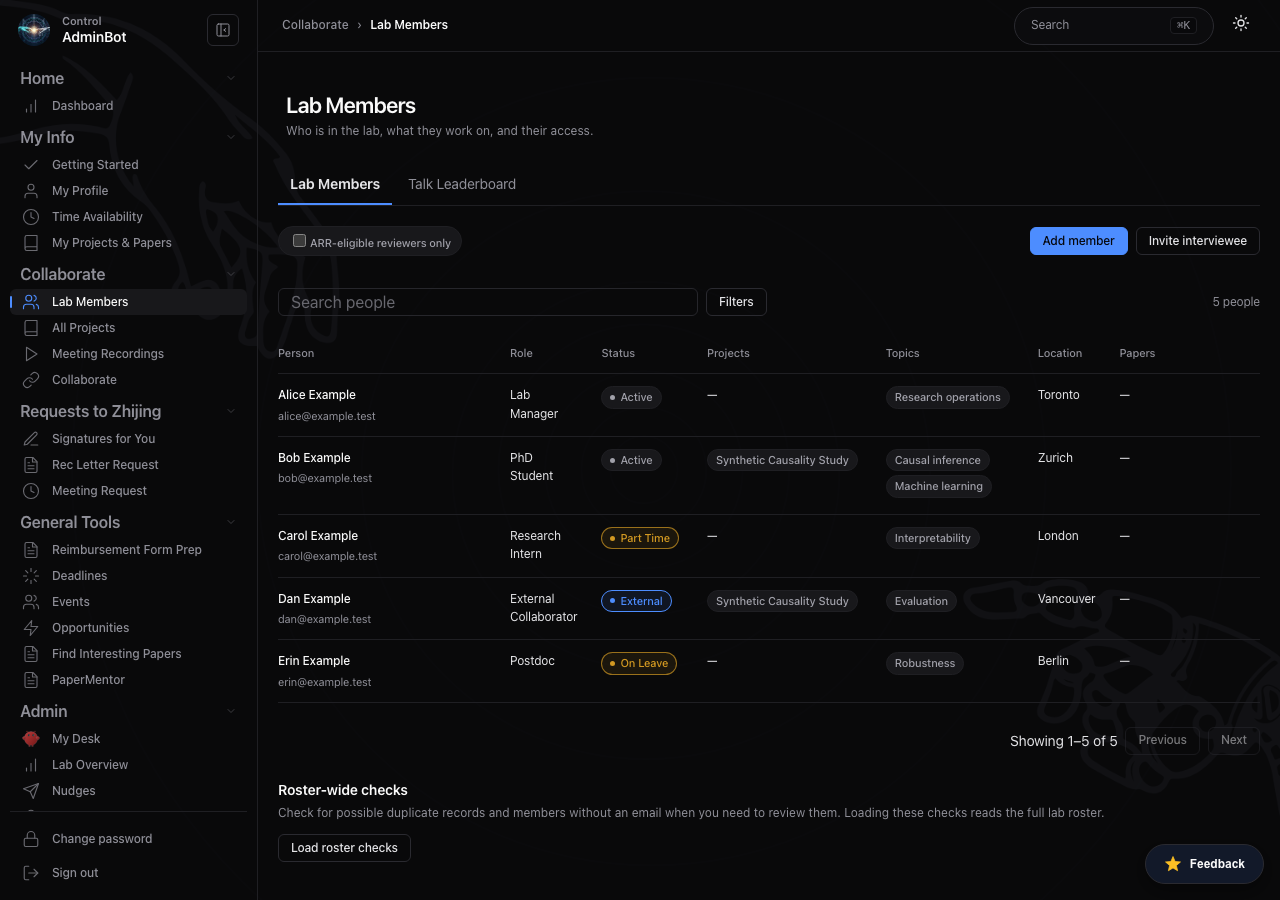 Control
AdminBot
Home
Dashboard
My Info
Getting Started
My Profile
Time Availability
My Projects & Papers
Collaborate
Lab Members
All Projects
Meeting Recordings
Collaborate
Requests to Zhijing
Signatures for You
Rec Letter Request
Meeting Request
General Tools
Reimbursement Form Prep
Deadlines
Events
Opportunities
Find Interesting Papers
PaperMentor
Admin
My Desk
Lab Overview
Nudges
Change password
Sign out
Collaborate › Lab Members
Search ⌘K
Lab Members
Who is in the lab, what they work on, and their access.
Lab Members Talk Leaderboard
ARR-eligible reviewers only
Add member Invite interviewee
Search people Filters 5 people
Person Role Status Projects Topics Location Papers
Alice Example Lab Active — Research operations Toronto —
alice@example.test Manager
Bob Example PhD Active Synthetic Causality Study Causal inference Zurich —
bob@example.test Student Machine learning
Carol Example Research Part Time — Interpretability London —
carol@example.test Intern
Dan Example External External Synthetic Causality Study Evaluation Vancouver —
dan@example.test Collaborator
Erin Example Postdoc On Leave — Robustness Berlin —
erin@example.test
Showing 1–5 of 5 Previous Next
Roster-wide checks
Check for possible duplicate records and members without an email when you need to review them. Loading these checks reads the full lab roster.
Load roster checks
Feedback